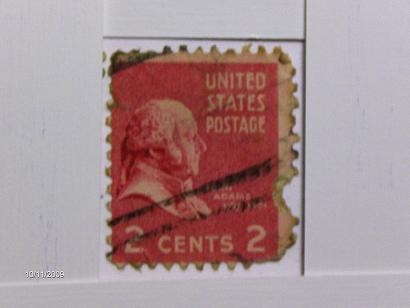 UNITED
STATES
POSTAGE
ADAMS
2 CENTS 2
10/11/2009